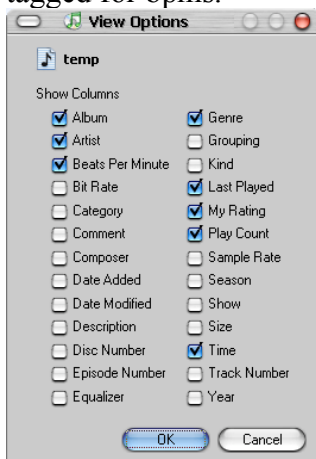 tagged for bpms.
View Options
temp
Show Columns
Album
Artist
Beats Per Minute
Bit Rate
Category
Comment
Composer
Date Added
Date Modified
Description
Disc Number
Episode Number
Equalizer
Genre
Grouping
Kind
Last Played
My Rating
Play Count
Sample Rate
Season
Show
Size
Time
Track Number
Year
OK
Cancel